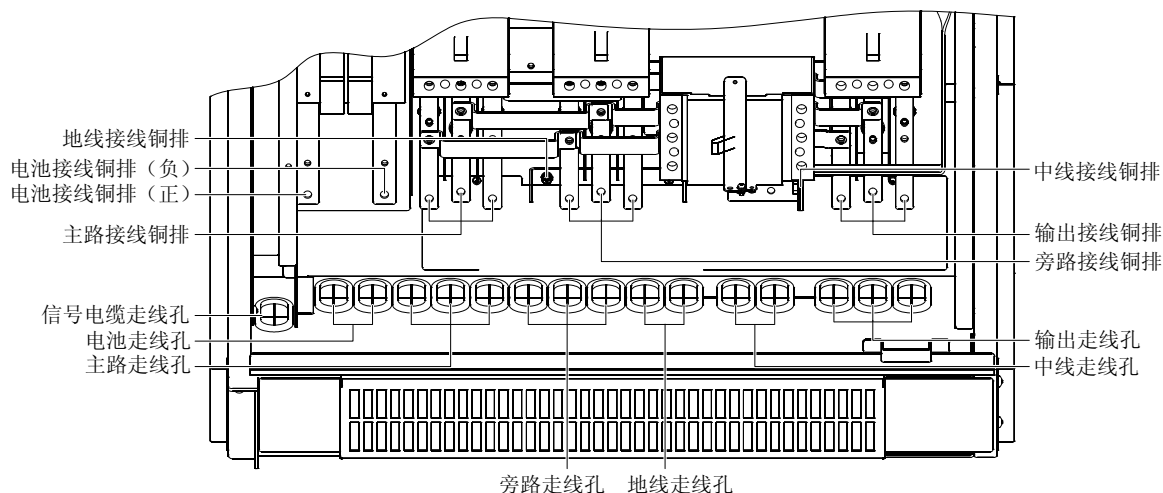 地线接线铜排
电池接线铜排（负）
电池接线铜排（正）
主路接线铜排
中线接线铜排
输出接线铜排
旁路接线铜排
信号电缆走线孔
电池走线孔
主路走线孔
输出走线孔
中线走线孔
旁路走线孔 地线走线孔